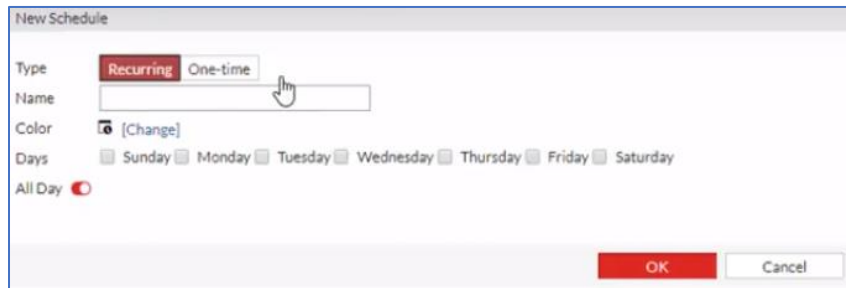 New Schedule
Type Recurring One-time
Name
Color [Change]
Days Sunday Monday Tuesday Wednesday Thursday Friday Saturday
All Day
OK Cancel